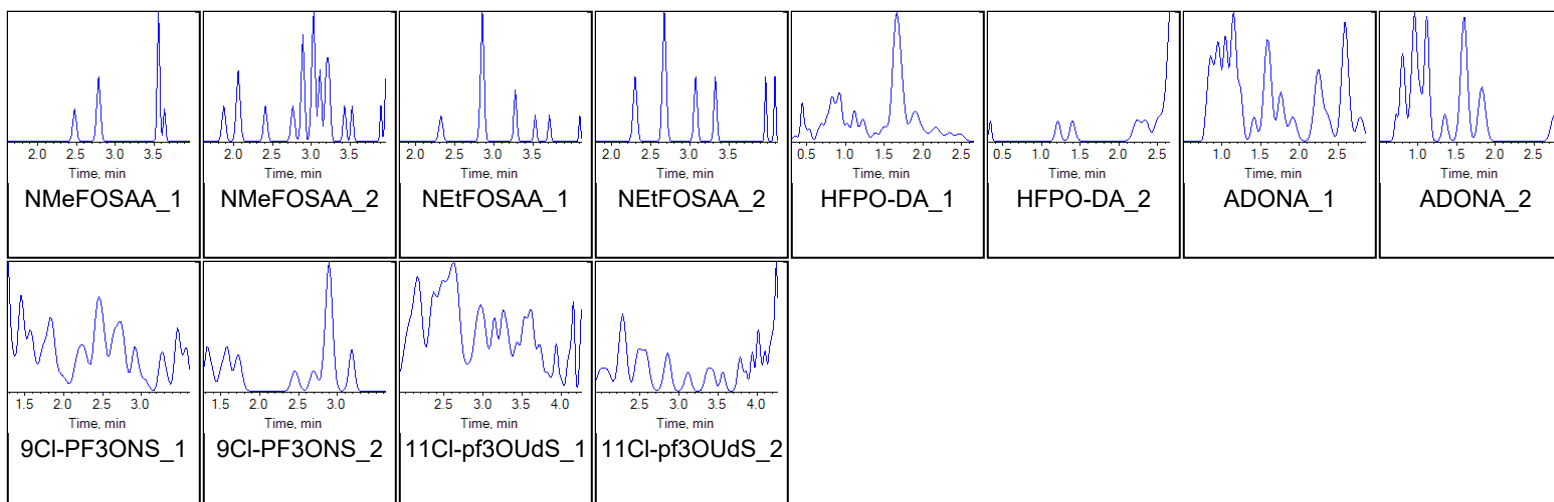 2.0 2.5 3.0 3.5
Time, min
NMeFOSAA_1
2.0 2.5 3.0 3.5
Time, min
NMeFOSAA_2
2.0 2.5 3.0 3.5
Time, min
NEtFOSAA_1
2.0 2.5 3.0 3.5
Time, min
NEtFOSAA_2
0.5 1.0 1.5 2.0 2.5
Time, min
HFPO-DA_1
0.5 1.0 1.5 2.0 2.5
Time, min
HFPO-DA_2
1.0 1.5 2.0 2.5
Time, min
ADONA_1
1.0 1.5 2.0 2.5
Time, min
ADONA_2
1.5 2.0 2.5 3.0
Time, min
9Cl-PF3ONS_1
1.5 2.0 2.5 3.0
Time, min
9Cl-PF3ONS_2
2.5 3.0 3.5 4.0
Time, min
11Cl-pf3OUdS_1
2.5 3.0 3.5 4.0
Time, min
11Cl-pf3OUdS_2